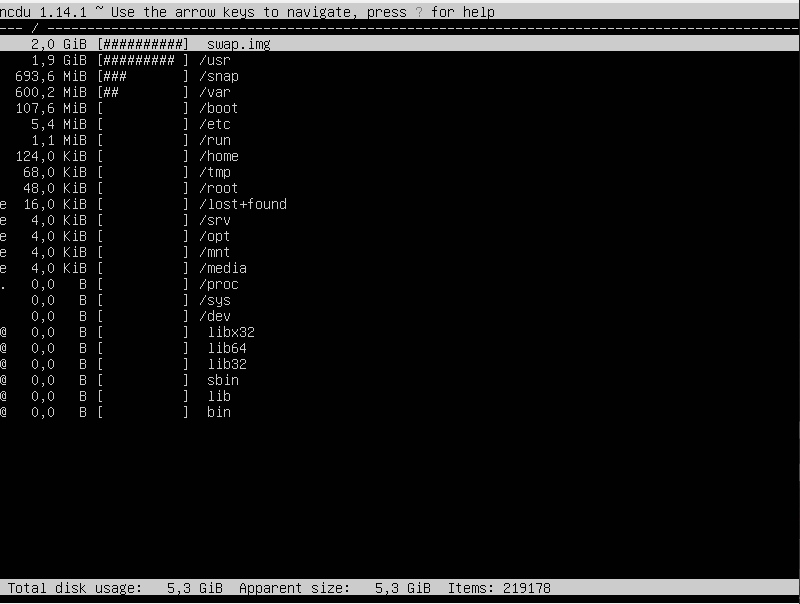 ncdu 1.14.1 ~ Use the arrow keys to navigate, press ? for help
--- / ---
2,0 GiB [##########]  swap.img
1,9 GiB [######### ] /usr
693,6 MiB [###       ] /snap
600,2 MiB [##        ] /var
107,6 MiB [          ] /boot
5,4 MiB [          ] /etc
1,1 MiB [          ] /run
124,0 KiB [          ] /home
68,0 KiB [          ] /tmp
48,0 KiB [          ] /root
e  16,0 KiB [          ] /lost+found
e   4,0 KiB [          ] /srv
e   4,0 KiB [          ] /opt
e   4,0 KiB [          ] /mnt
e   4,0 KiB [          ] /media
.   0,0   B [          ] /proc
0,0   B [          ] /sys
0,0   B [          ] /dev
@   0,0   B [          ]  libx32
@   0,0   B [          ]  lib64
@   0,0   B [          ]  lib32
@   0,0   B [          ]  sbin
@   0,0   B [          ]  lib
@   0,0   B [          ]  bin
Total disk usage:   5,3 GiB  Apparent size:   5,3 GiB  Items: 219178